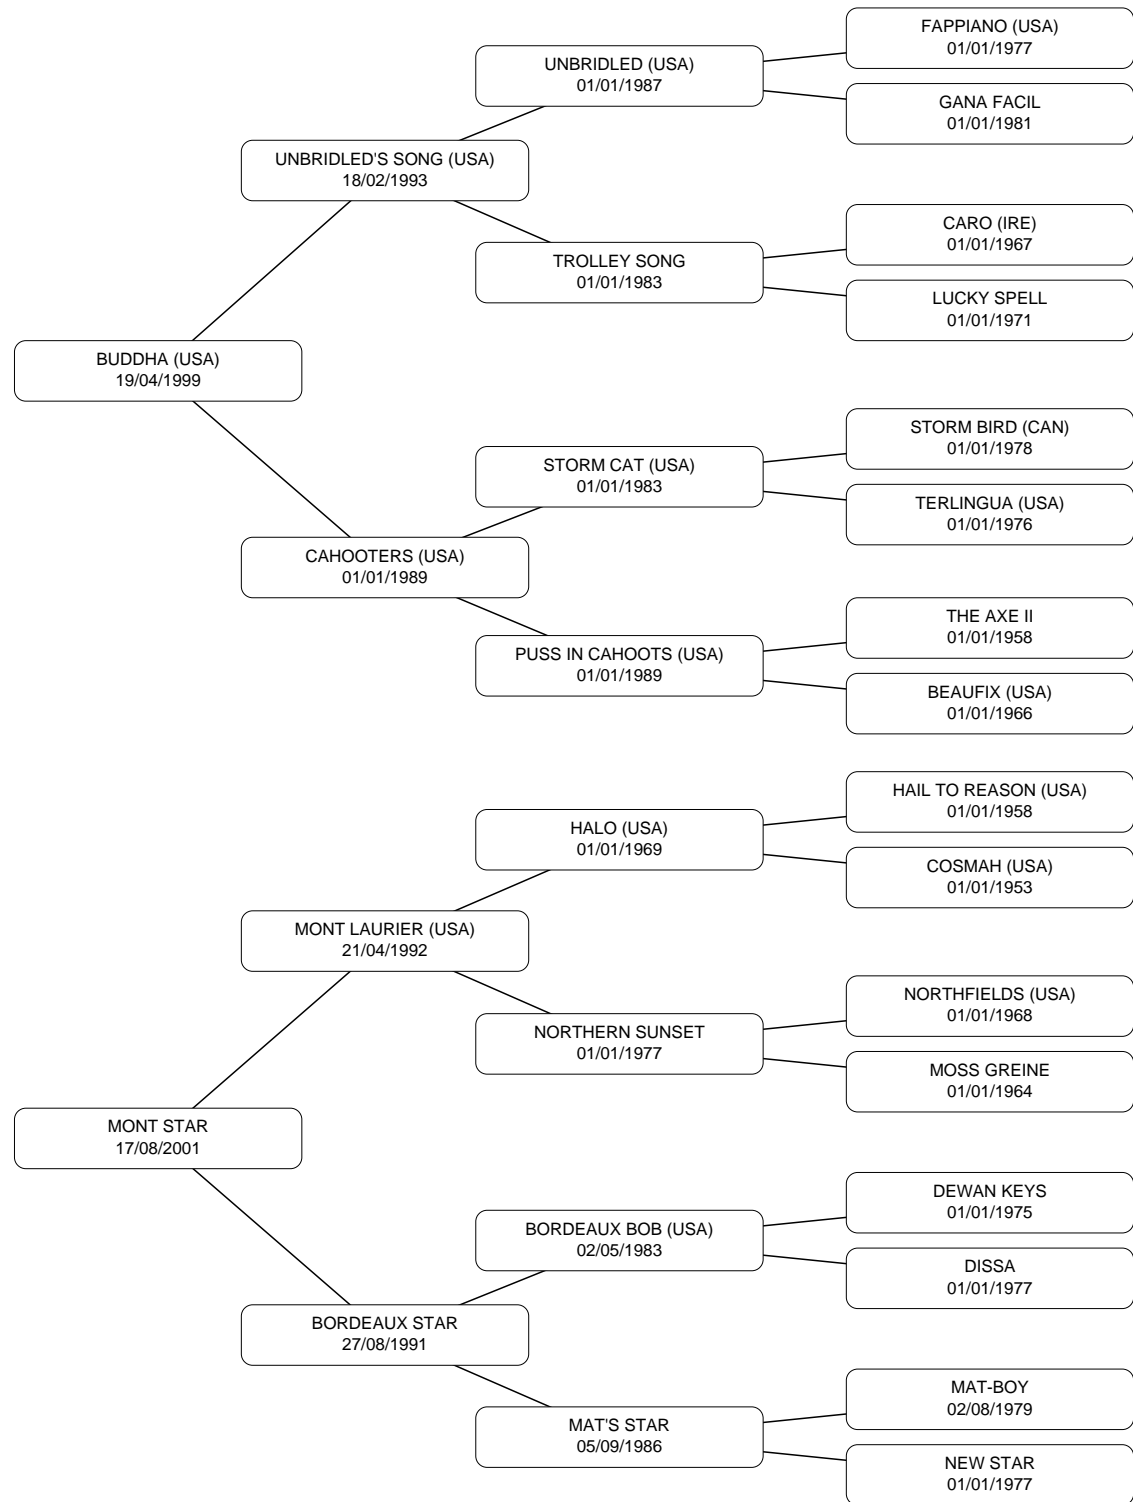 FAPPIANO (USA)
01/01/1977
UNBRIDLED (USA)
01/01/1987
GANA FACIL
01/01/1981
UNBRIDLED'S SONG (USA)
18/02/1993
CARO (IRE)
01/01/1967
TROLLEY SONG
01/01/1983
LUCKY SPELL
01/01/1971
BUDDHA (USA)
19/04/1999
STORM BIRD (CAN)
01/01/1978
STORM CAT (USA)
01/01/1983
TERLINGUA (USA)
01/01/1976
CAHOOTERS (USA)
01/01/1989
THE AXE II
01/01/1958
PUSS IN CAHOOTS (USA)
01/01/1989
BEAUFIX (USA)
01/01/1966
HAIL TO REASON (USA)
01/01/1958
HALO (USA)
01/01/1969
COSMAH (USA)
01/01/1953
MONT LAURIER (USA)
21/04/1992
NORTHFIELDS (USA)
01/01/1968
NORTHERN SUNSET
01/01/1977
MOSS GREINE
01/01/1964
MONT STAR
17/08/2001
DEWAN KEYS
01/01/1975
BORDEAUX BOB (USA)
02/05/1983
DISSA
01/01/1977
BORDEAUX STAR
27/08/1991
MAT-BOY
02/08/1979
MAT'S STAR
05/09/1986
NEW STAR
01/01/1977